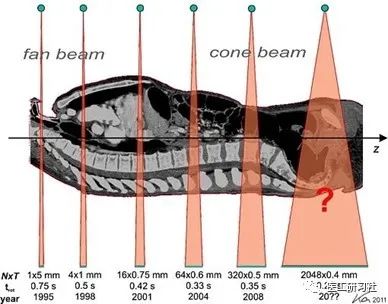 fan beam
cone beam
z
?
NxT 1x5 mm 4x1 mm 16x0.75 mm 64x0.6 mm 320x0.5 mm 2048x0.4 mm
trot 0.75 s 0.5 s 0.42 s 0.33 s 0.35 s
year 1995 1998 2001 2004 2008 20??
2011